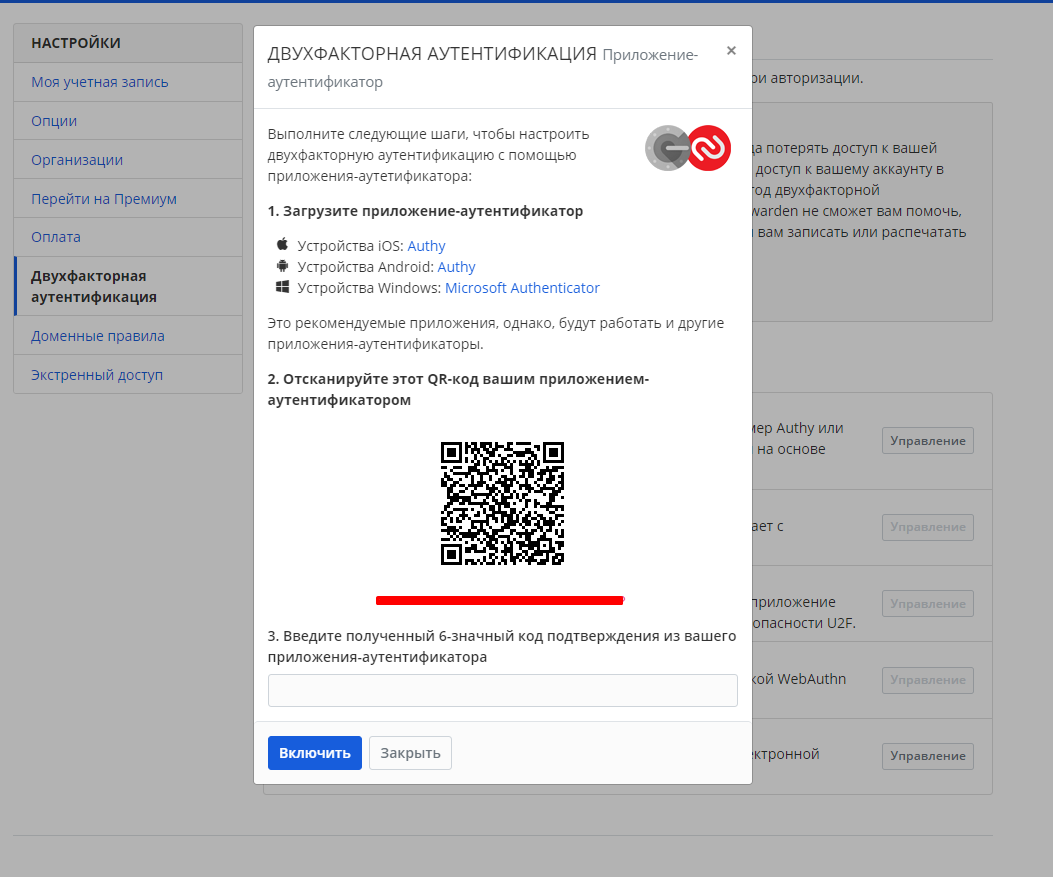 НАСТРОЙКИ
Моя учетная запись
Опции
Организации
Перейти на Премиум
Оплата
Двухфакторная
аутентификация
Доменные правила
Экстренный доступ
ДВУХФАКТОРНАЯ АУТЕНТИФИКАЦИЯ Приложение-
аутентификатор
×
Выполните следующие шаги, чтобы настроить
двухфакторную аутентификацию с помощью
приложения-аутетификатора:
1. Загрузите приложение-аутентификатор
Устройства iOS: Authy
Устройства Android: Authy
Устройства Windows: Microsoft Authenticator
Это рекомендуемые приложения, однако, будут работать и другие
приложения-аутентификаторы.
2. Отсканируйте этот QR-код вашим приложением-
аутентификатором
3. Введите полученный 6-значный код подтверждения из вашего
приложения-аутентификатора
Включить
Закрыть
ри авторизации.
да потерять доступ к вашей
доступ к вашему аккаунту в
од двухфакторной
warden не сможет вам помочь,
вам записать или распечатать
мер Authy или
на основе
Управление
ает с
Управление
приложение
опасности U2F.
Управление
кой WebAuthn
Управление
ектронной
Управление